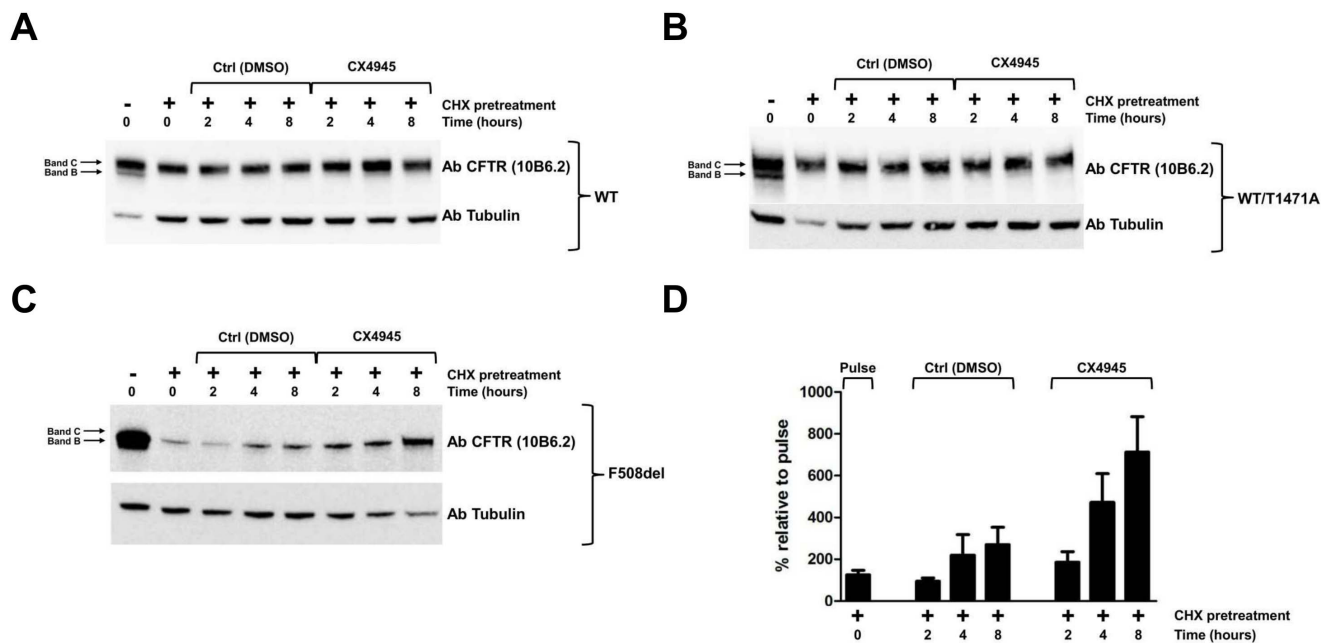 A
Ctrl (DMSO) CX4945
- + + + + + + + CHX pretreatment
0 0 2 4 8 2 4 8 Time (hours)
Band C
Band B
Ab CFTR (10B6.2)
Ab Tubulin
WT
B
Ctrl (DMSO) CX4945
- + + + + + + + CHX pretreatment
0 0 2 4 8 2 4 8 Time (hours)
Band C
Band B
Ab CFTR (10B6.2)
Ab Tubulin
WT/T1471A
C
Ctrl (DMSO) CX4945
- + + + + + + + CHX pretreatment
0 0 2 4 8 2 4 8 Time (hours)
Band C
Band B
Ab CFTR (10B6.2)
Ab Tubulin
F508del
D
Pulse Ctrl (DMSO) CX4945
% relative to pulse
1000
800
600
400
200
0
+ + + + + + + CHX pretreatment
0 2 4 8 2 4 8 Time (hours)